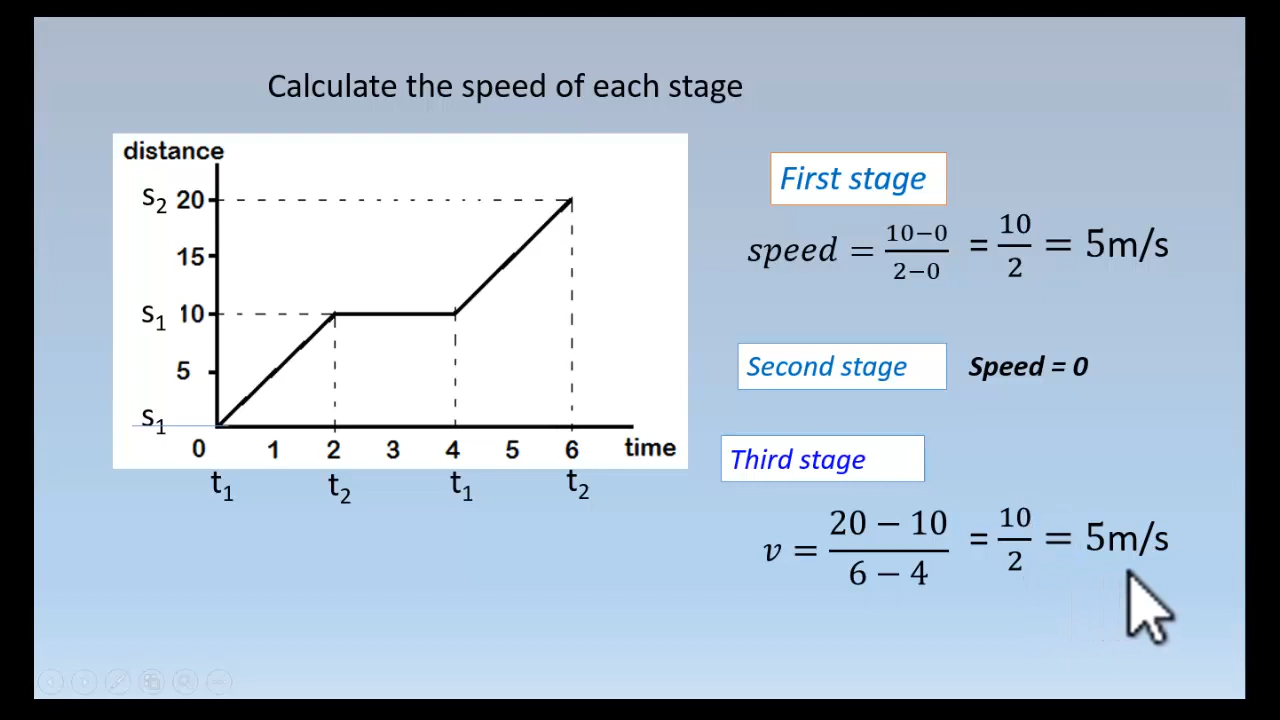 Calculate the speed of each stage
distance
S₂ 20
15
S₁ 10
5
S₁
0 1 2 3 4 5 6 time
t₁ t₂ t₁ t₂
First stage
speed = (10−0)/(2−0) = 10/2 = 5m/s
Second stage Speed = 0
Third stage
v = (20 − 10)/(6 − 4) = 10/2 = 5m/s